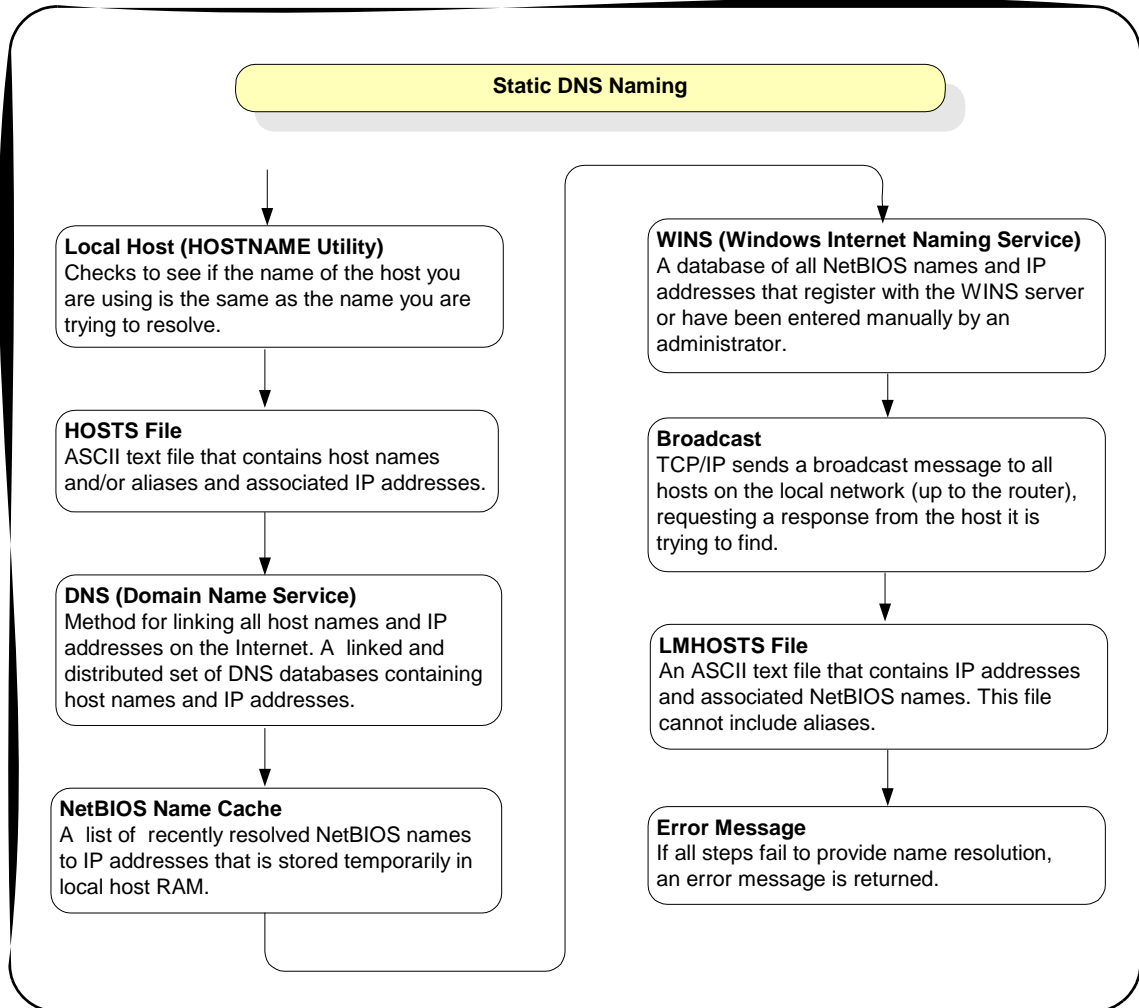 Static DNS Naming
Local Host (HOSTNAME Utility)
Checks to see if the name of the host you
are using is the same as the name you are
trying to resolve.
HOSTS File
ASCII text file that contains host names
and/or aliases and associated IP addresses.
DNS (Domain Name Service)
Method for linking all host names and IP
addresses on the Internet. A linked and
distributed set of DNS databases containing
host names and IP addresses.
NetBIOS Name Cache
A list of recently resolved NetBIOS names
to IP addresses that is stored temporarily in
local host RAM.
WINS (Windows Internet Naming Service)
A database of all NetBIOS names and IP
addresses that register with the WINS server
or have been entered manually by an
administrator.
Broadcast
TCP/IP sends a broadcast message to all
hosts on the local network (up to the router),
requesting a response from the host it is
trying to find.
LMHOSTS File
An ASCII text file that contains IP addresses
and associated NetBIOS names. This file
cannot include aliases.
Error Message
If all steps fail to provide name resolution,
an error message is returned.